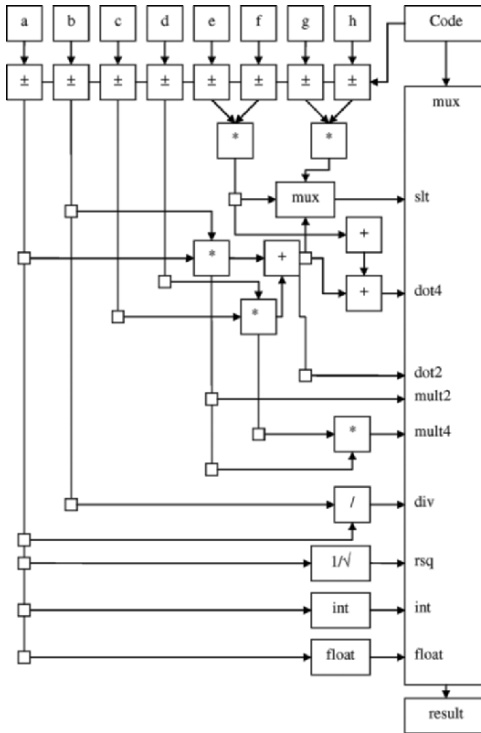 a b c d e f g h Code
± ± ± ± ± ± ± ±
mux
* *
mux slt
+
* +
+ dot4
*
dot2
mult2
* mult4
/ div
1/√ rsq
int int
float float
result